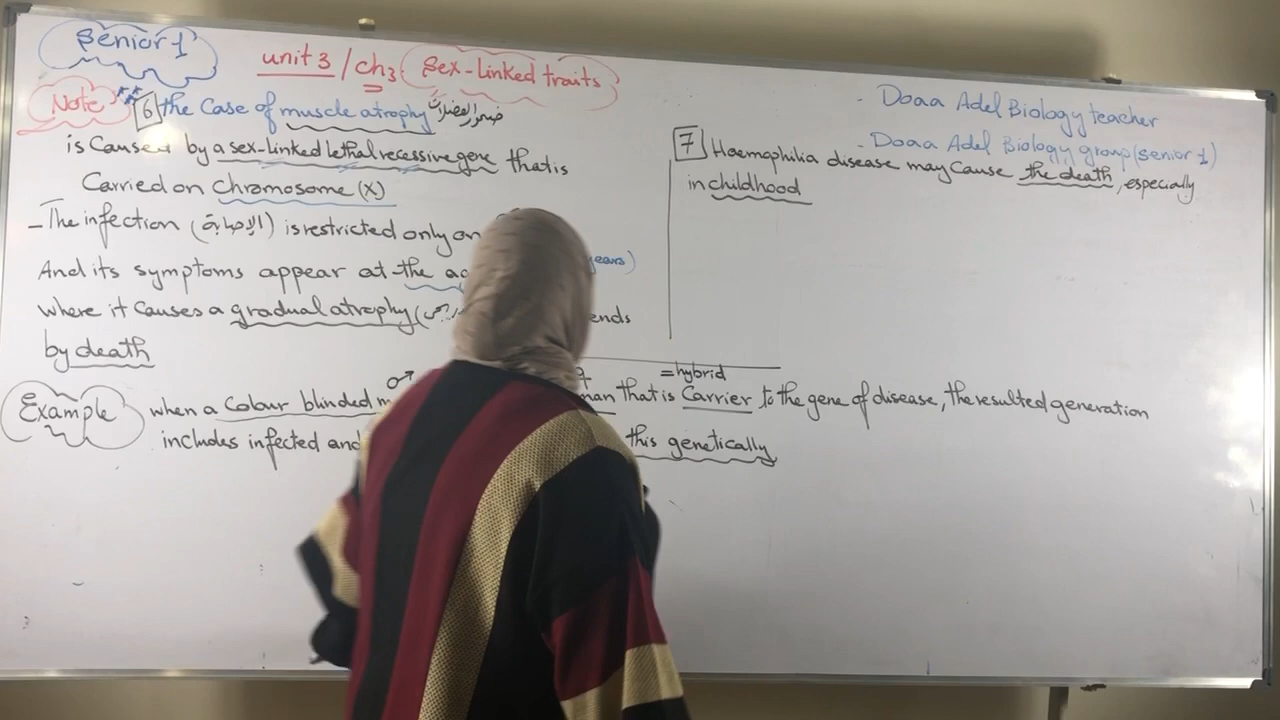 Senior 1
unit 3 / ch3 Sex-Linked traits
Note
6 the Case of muscle atrophy ضمور العضلات
is Caused by a sex-Linked lethal recessive gene that is
Carried on Chromosome (X)
- The infection (الإصابة) is restricted only on
And its symptoms appear at the
years)
where it Causes a gradual atrophy
ends
by death
Doaa Adel Biology teacher
- Doaa Adel Biology group (senior 1)
7 Haemophilia disease may Cause the death, especially
in childhood
♂
= hybrid
Example when a Colour blinded
that is Carrier to the gene of disease, the resulted generation
includes infected and
this genetically